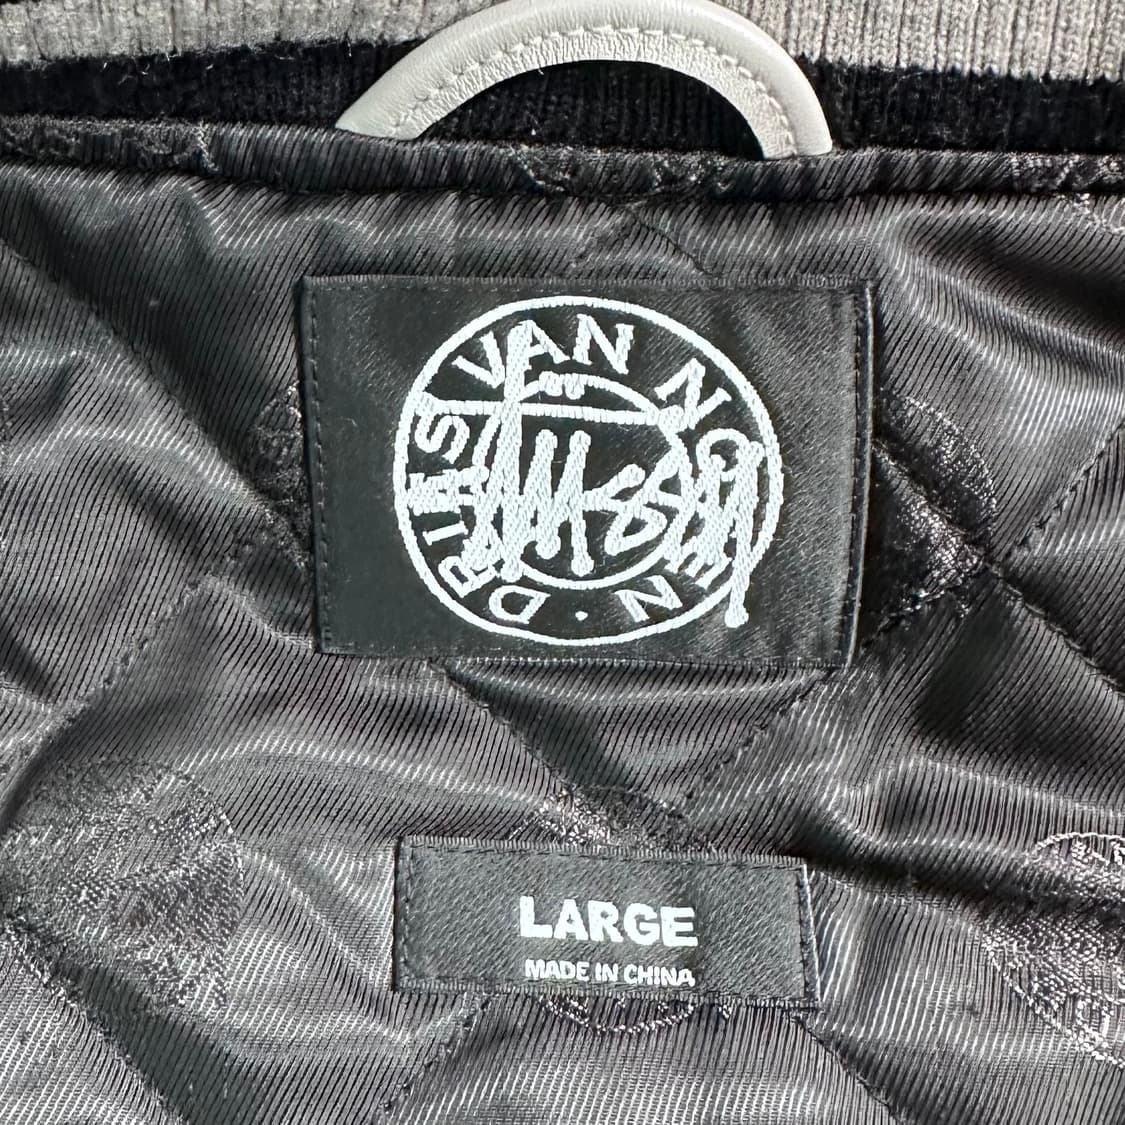 DRIES VAN NOTEN ·
Stüssy
LARGE
MADE IN CHINA